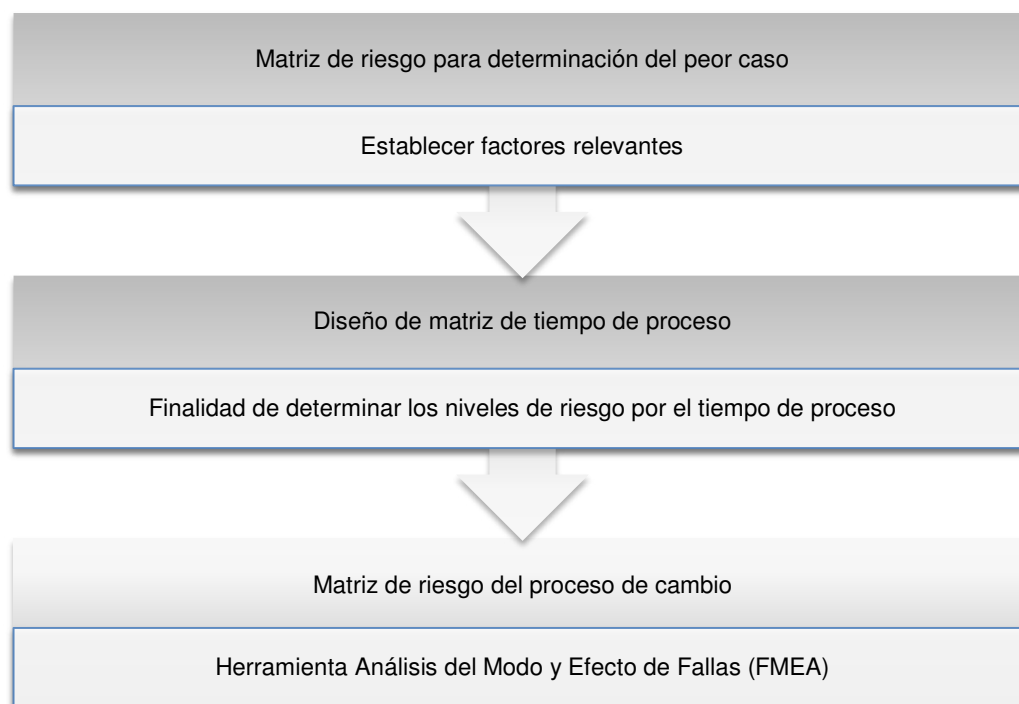 Matriz de riesgo para determinación del peor caso
Establecer factores relevantes
Diseño de matriz de tiempo de proceso
Finalidad de determinar los niveles de riesgo por el tiempo de proceso
Matriz de riesgo del proceso de cambio
Herramienta Análisis del Modo y Efecto de Fallas (FMEA)